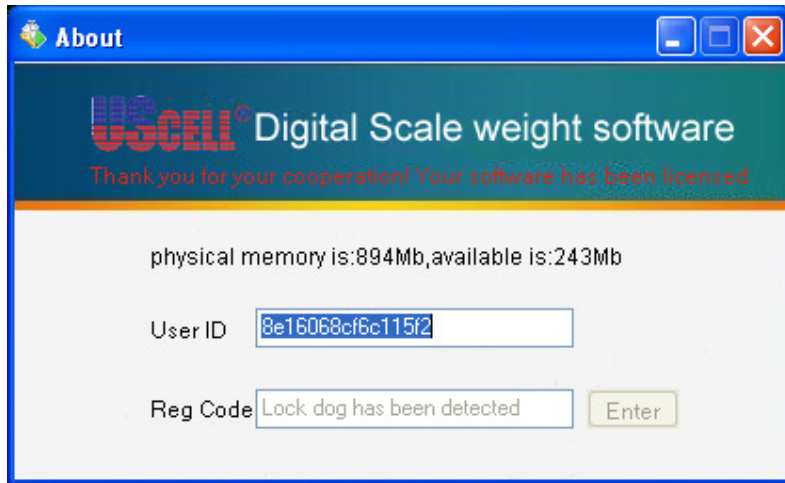 About
USCELL® Digital Scale weight software
Thank you for your cooperation! Your software has been licensed
physical memory is:894Mb,available is:243Mb
User ID 8e16068cf6c115f2
Reg Code Lock dog has been detected Enter